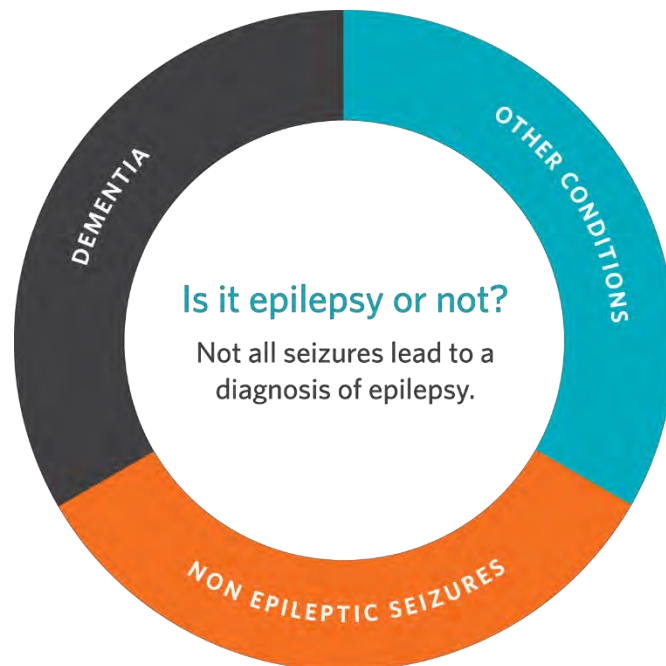 OTHER CONDITIONS
DEMENTIA
Is it epilepsy or not?
Not all seizures lead to a
diagnosis of epilepsy.
NON EPILEPTIC SEIZURES